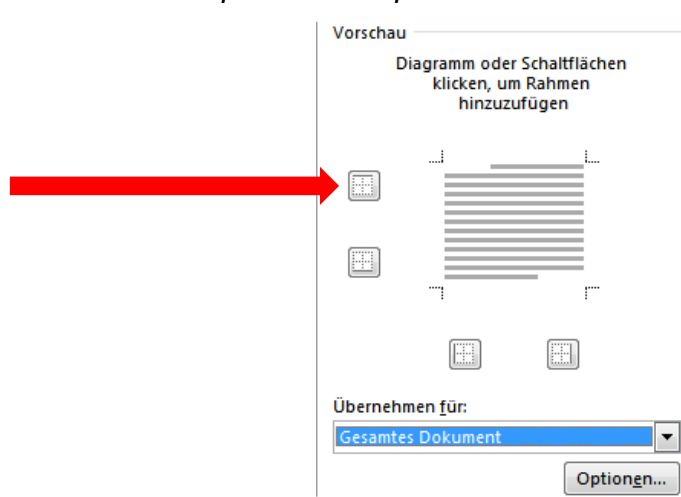 Vorschau
Diagramm oder Schaltflächen
klicken, um Rahmen
hinzuzufügen
Übernehmen für:
Gesamtes Dokument
Optionen...